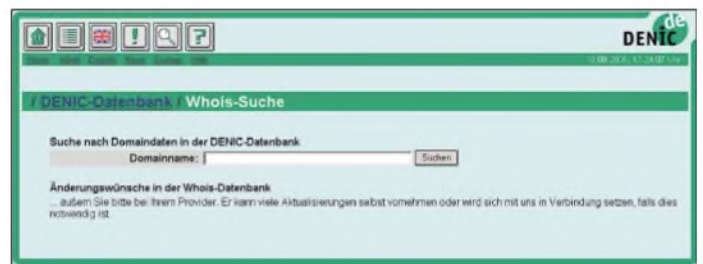 de
DENIC
/ DENIC-Datenbank / Whois-Suche
Suche nach Domaindaten in der DENIC-Datenbank
Domainname: Suchen
Änderungswünsche in der Whois-Datenbank
... äußern Sie bitte bei Ihrem Provider. Er kann viele Aktualisierungen selbst vornehmen oder wird sich mit uns in Verbindung setzen, falls dies
notwendig ist.